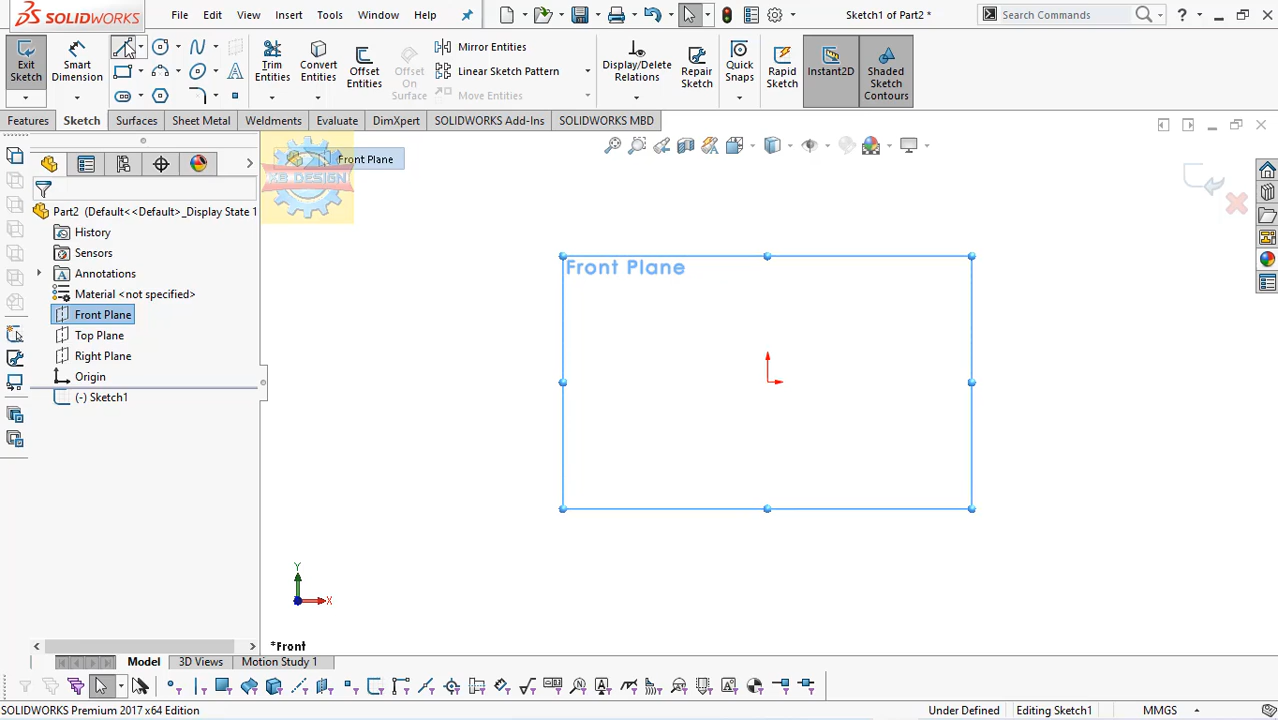 SOLIDWORKS
File Edit View Insert Tools Window Help
Sketch1 of Part2 *
Search Commands
Exit Sketch
Smart Dimension
Trim Entities
Convert Entities
Offset Entities
Offset On Surface
Mirror Entities
Linear Sketch Pattern
Move Entities
Display/Delete Relations
Repair Sketch
Quick Snaps
Rapid Sketch
Instant2D
Shaded Sketch Contours
Features Sketch Surfaces Sheet Metal Weldments Evaluate DimXpert SOLIDWORKS Add-Ins SOLIDWORKS MBD
Front Plane
KB DESIGN
Part2 (Default<<Default>_Display State 1
History
Sensors
Annotations
Material <not specified>
Front Plane
Top Plane
Right Plane
Origin
(-) Sketch1
Front Plane
Y
X
*Front
Model 3D Views Motion Study 1
SOLIDWORKS Premium 2017 x64 Edition
Under Defined
Editing Sketch1
MMGS